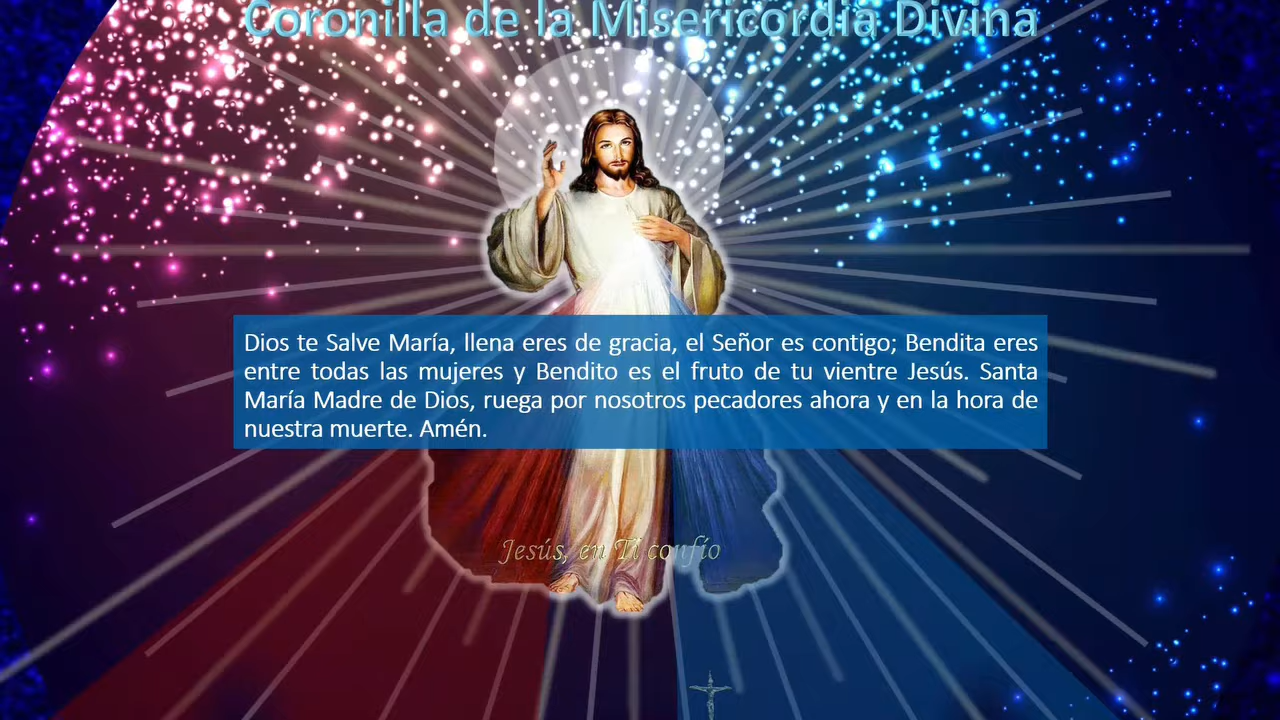 Coronilla de la Misericordia Divina
Dios te Salve María, llena eres de gracia, el Señor es contigo; Bendita eres
entre todas las mujeres y Bendito es el fruto de tu vientre Jesús. Santa
María Madre de Dios, ruega por nosotros pecadores ahora y en la hora de
nuestra muerte. Amén.
Jesús, en Ti confío